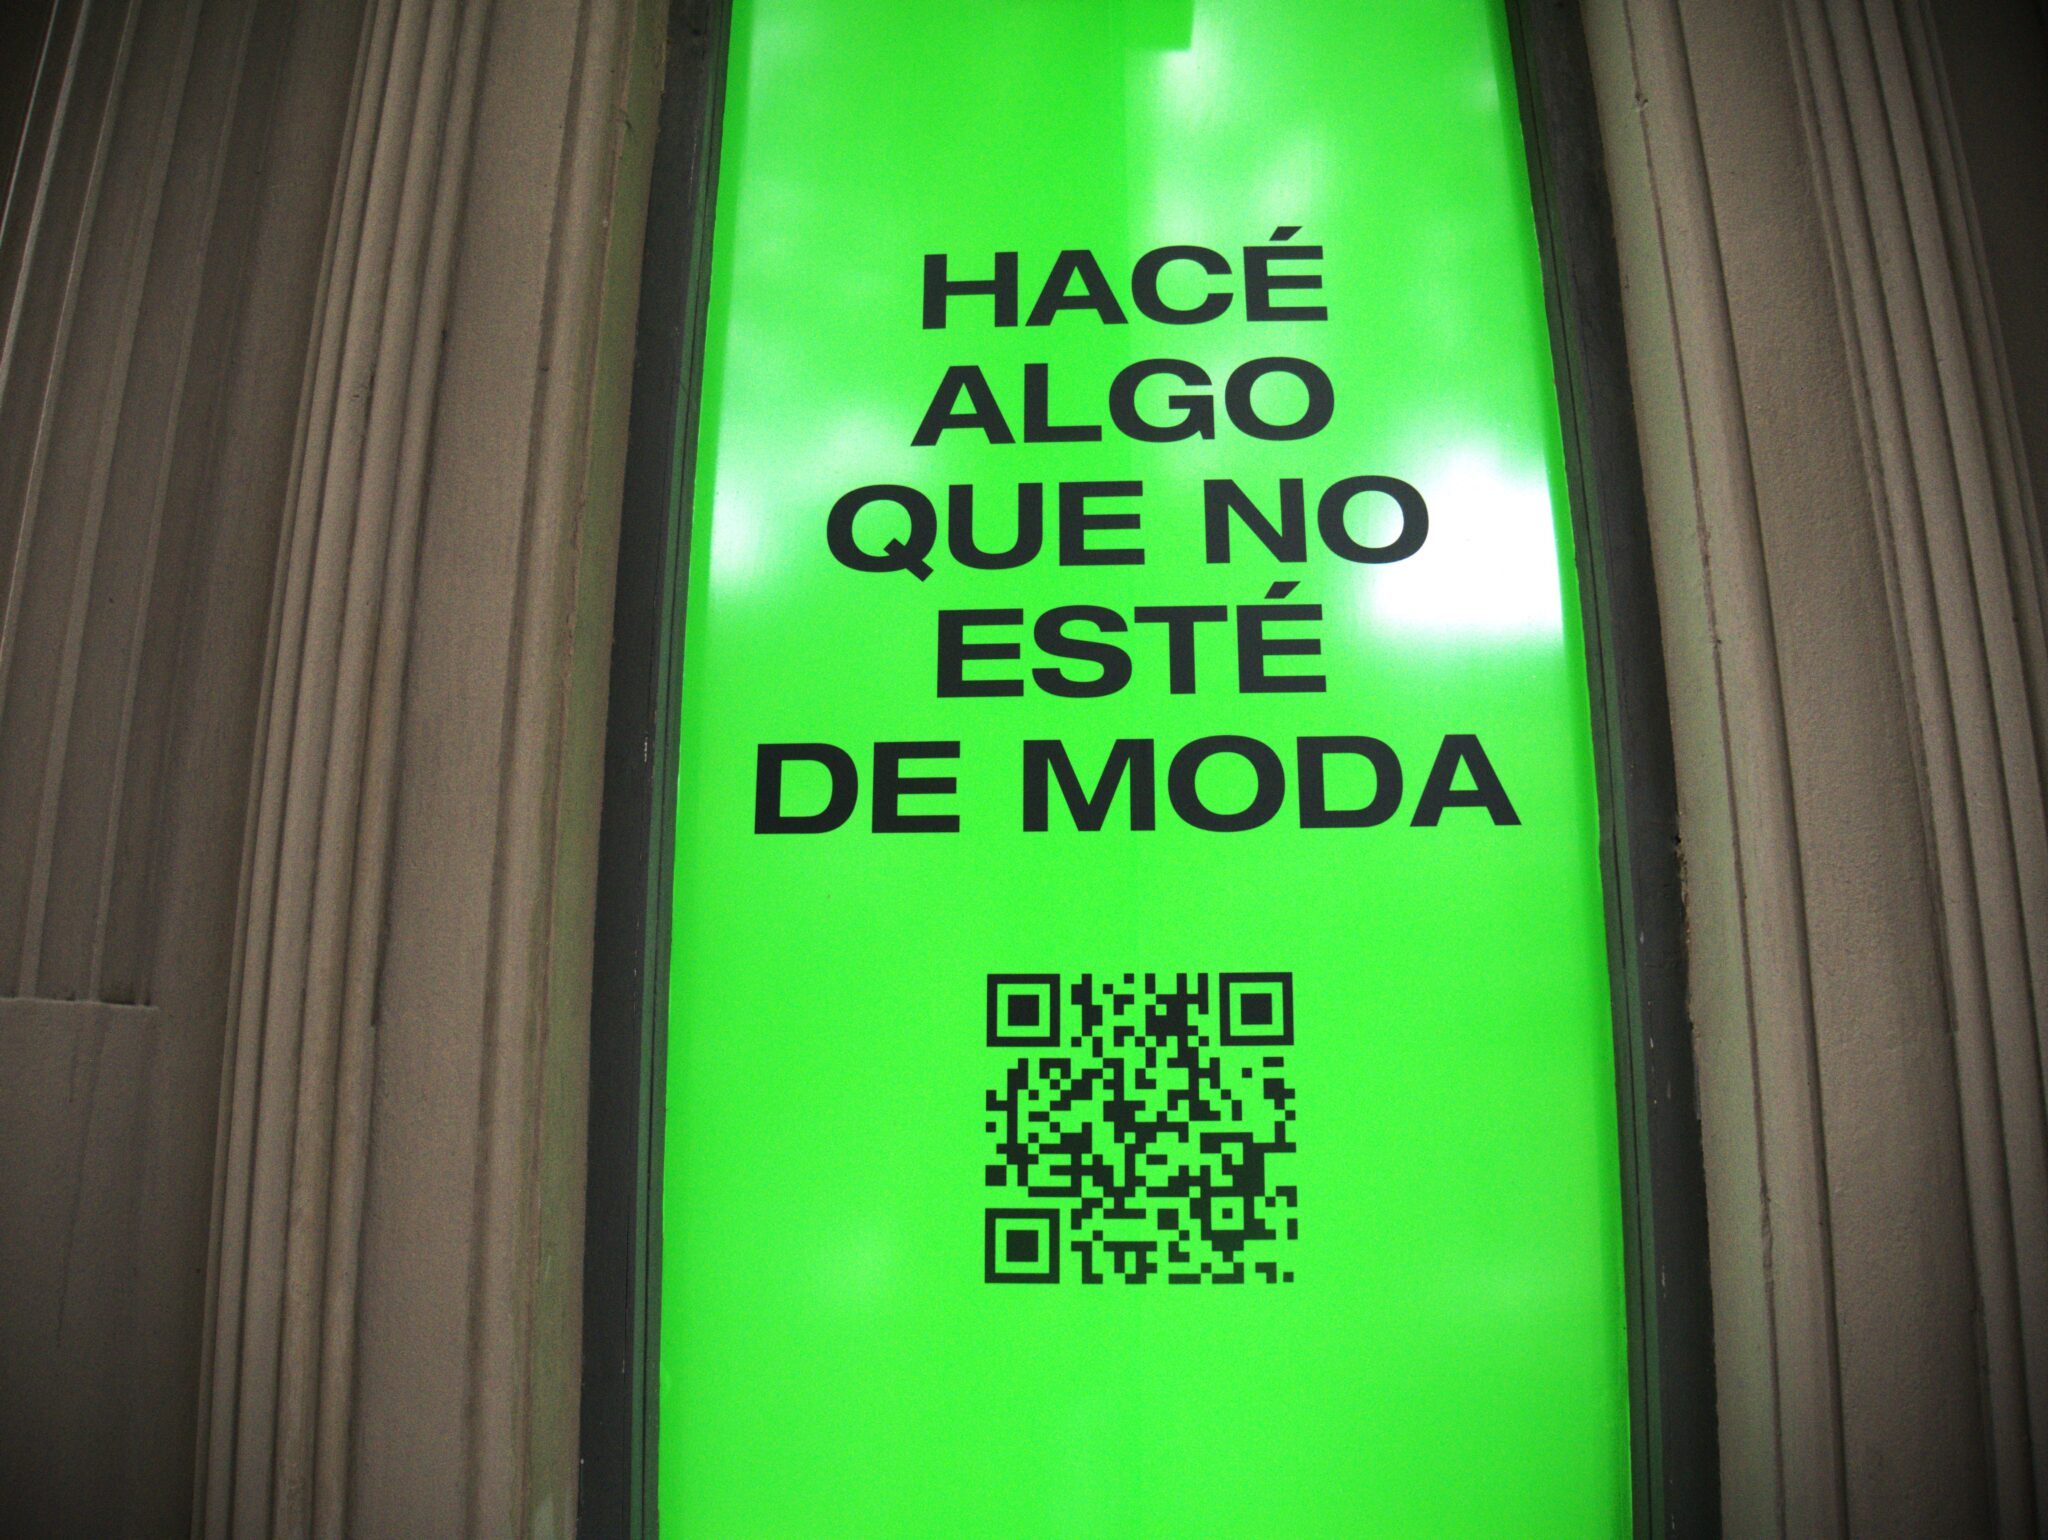 HACÉ
ALGO
QUE NO
ESTÉ
DE MODA